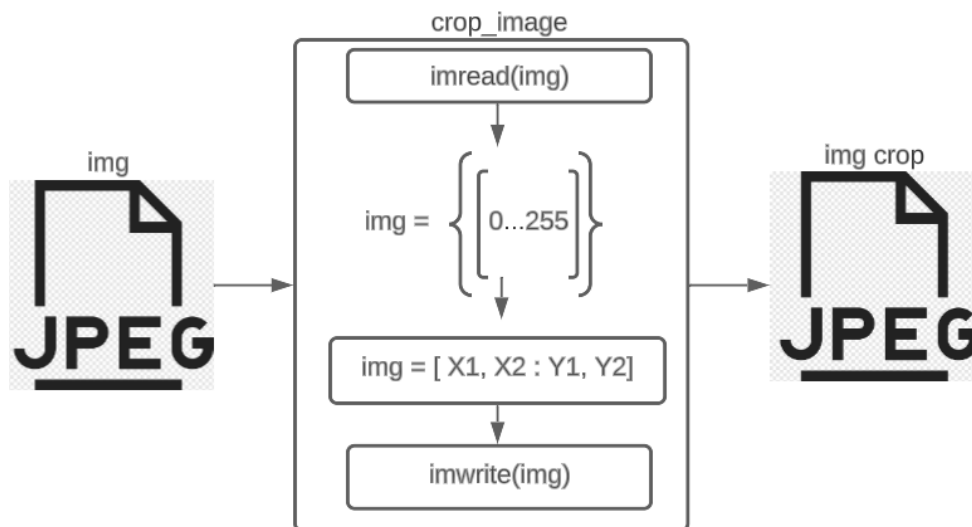 crop_image
imread(img)
img
JPEG
img = { [ 0...255 ] }
img = [ X1, X2 : Y1, Y2]
imwrite(img)
img crop
JPEG